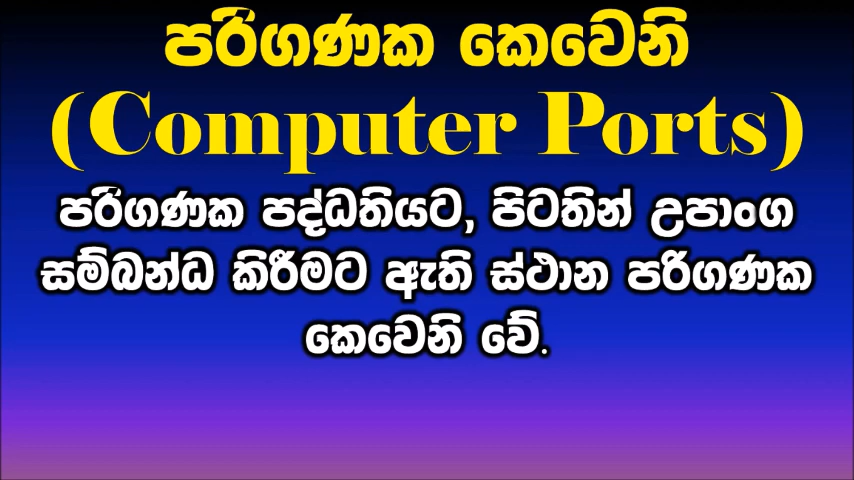 පරිගණක කෙවෙනි
(Computer Ports)
පරිගණක පද්ධතියට, පිටතින් උපාංග
සම්බන්ධ කිරීමට ඇති ස්ථාන පරිගණක
කෙවෙනි වේ.